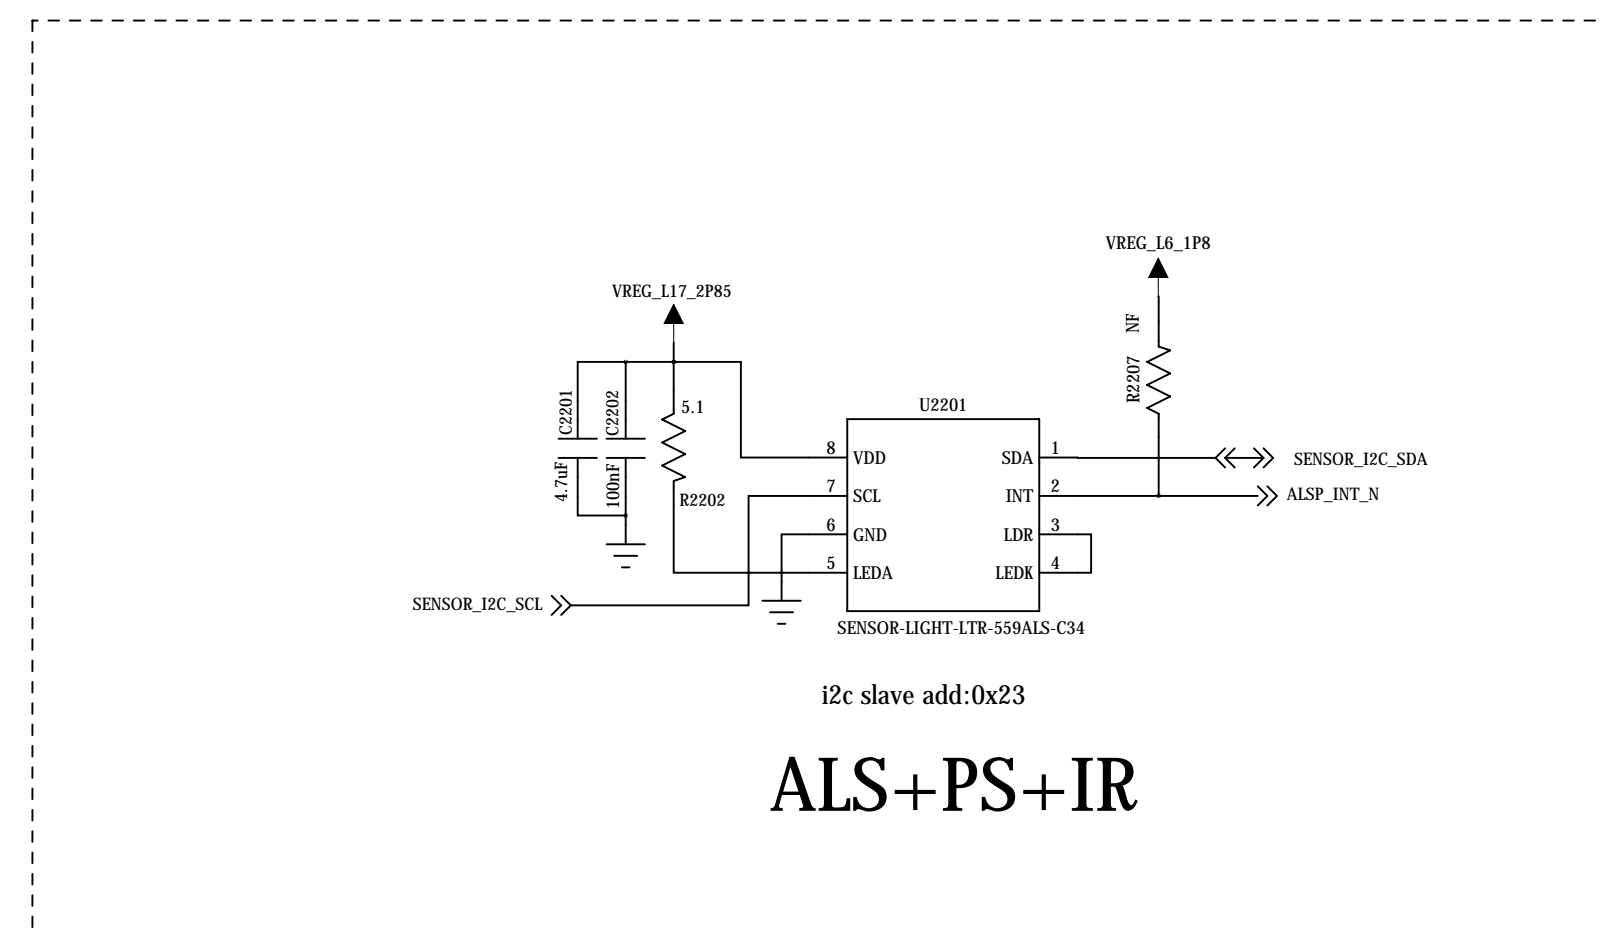 VREG_L6_1P8
VREG_L17_2P85
NF
R2207
C2201
C2202
5.1
U2201
4.7uF
100nF
R2202
8 VDD
SDA 1
SENSOR_I2C_SDA
7 SCL
INT 2
ALSP_INT_N
6 GND
LDR 3
5 LEDA
LEDK 4
SENSOR_I2C_SCL
SENSOR-LIGHT-LTR-559ALS-C34
i2c slave add:0x23
ALS+PS+IR